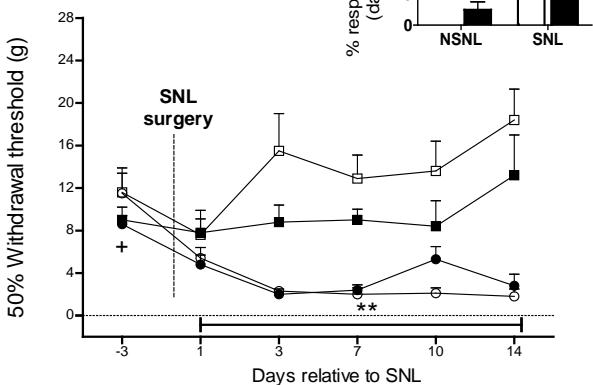 % resp
(da
0
NSNL SNL
50% Withdrawal threshold (g)
28
24
20
16
12
8
4
0
SNL
surgery
+
**
-3 1 3 7 10 14
Days relative to SNL